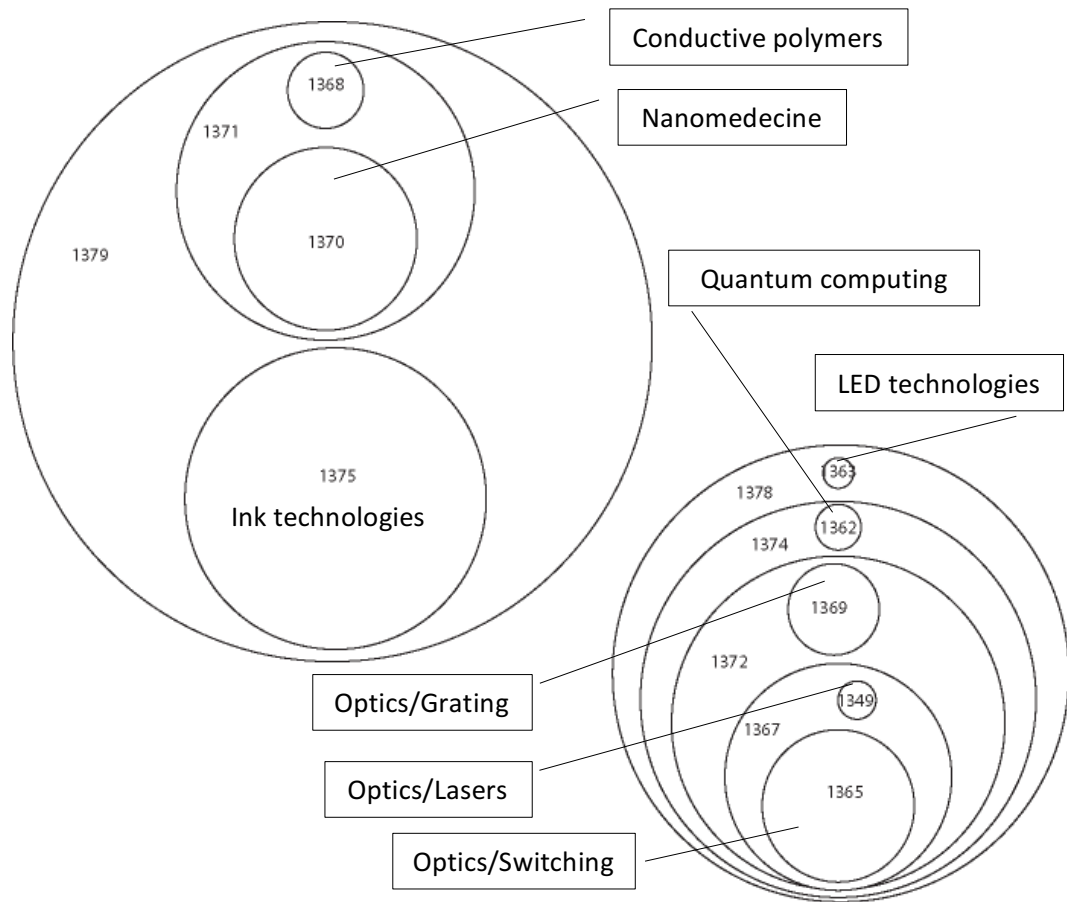 Conductive polymers
1368
Nanomedecine
1371
1370
1379
Quantum computing
LED technologies
1375
Ink technologies
1363
1378
1362
1374
1369
1372
Optics/Grating
1349
1367
Optics/Lasers
1365
Optics/Switching